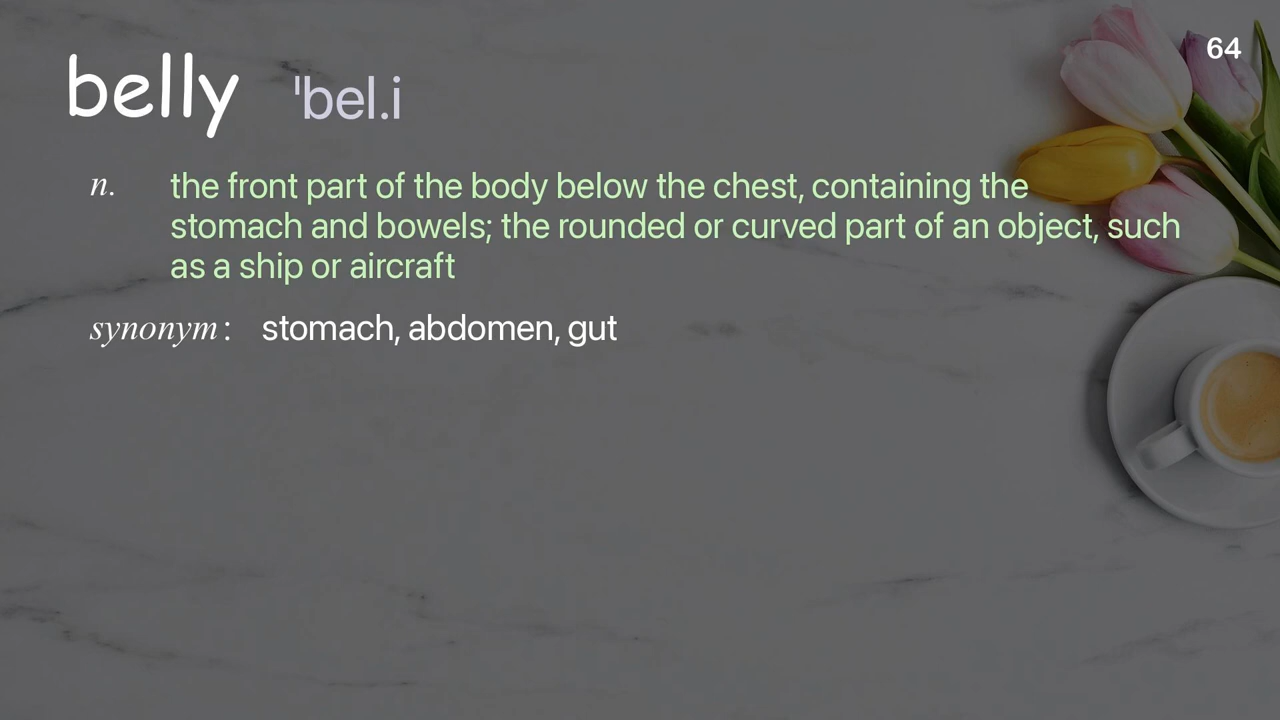 64
belly ˈbel.i
n. the front part of the body below the chest, containing the
stomach and bowels; the rounded or curved part of an object, such
as a ship or aircraft
synonym: stomach, abdomen, gut